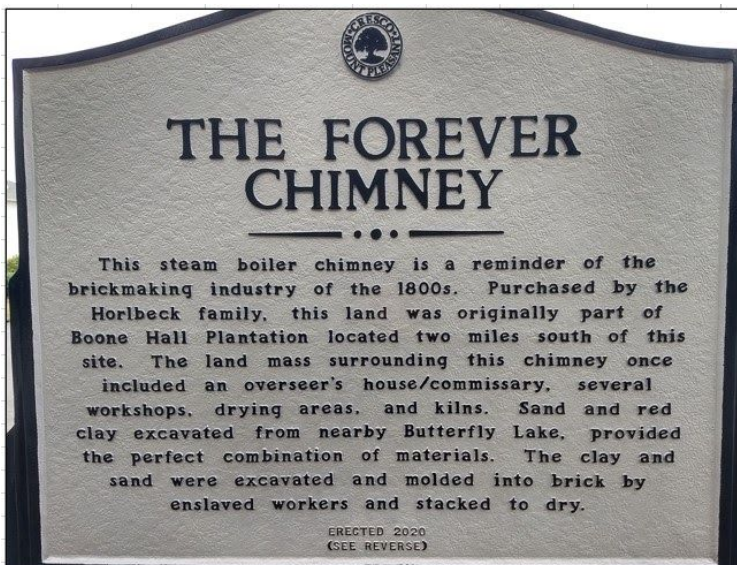 CRESCO
MOUNT PLEASANT
THE FOREVER
CHIMNEY
This steam boiler chimney is a reminder of the
brickmaking industry of the 1800s. Purchased by the
Horlbeck family, this land was originally part of
Boone Hall Plantation located two miles south of this
site. The land mass surrounding this chimney once
included an overseer's house/commissary, several
workshops, drying areas, and kilns. Sand and red
clay excavated from nearby Butterfly Lake, provided
the perfect combination of materials. The clay and
sand were excavated and molded into brick by
enslaved workers and stacked to dry.
ERECTED 2020
(SEE REVERSE)